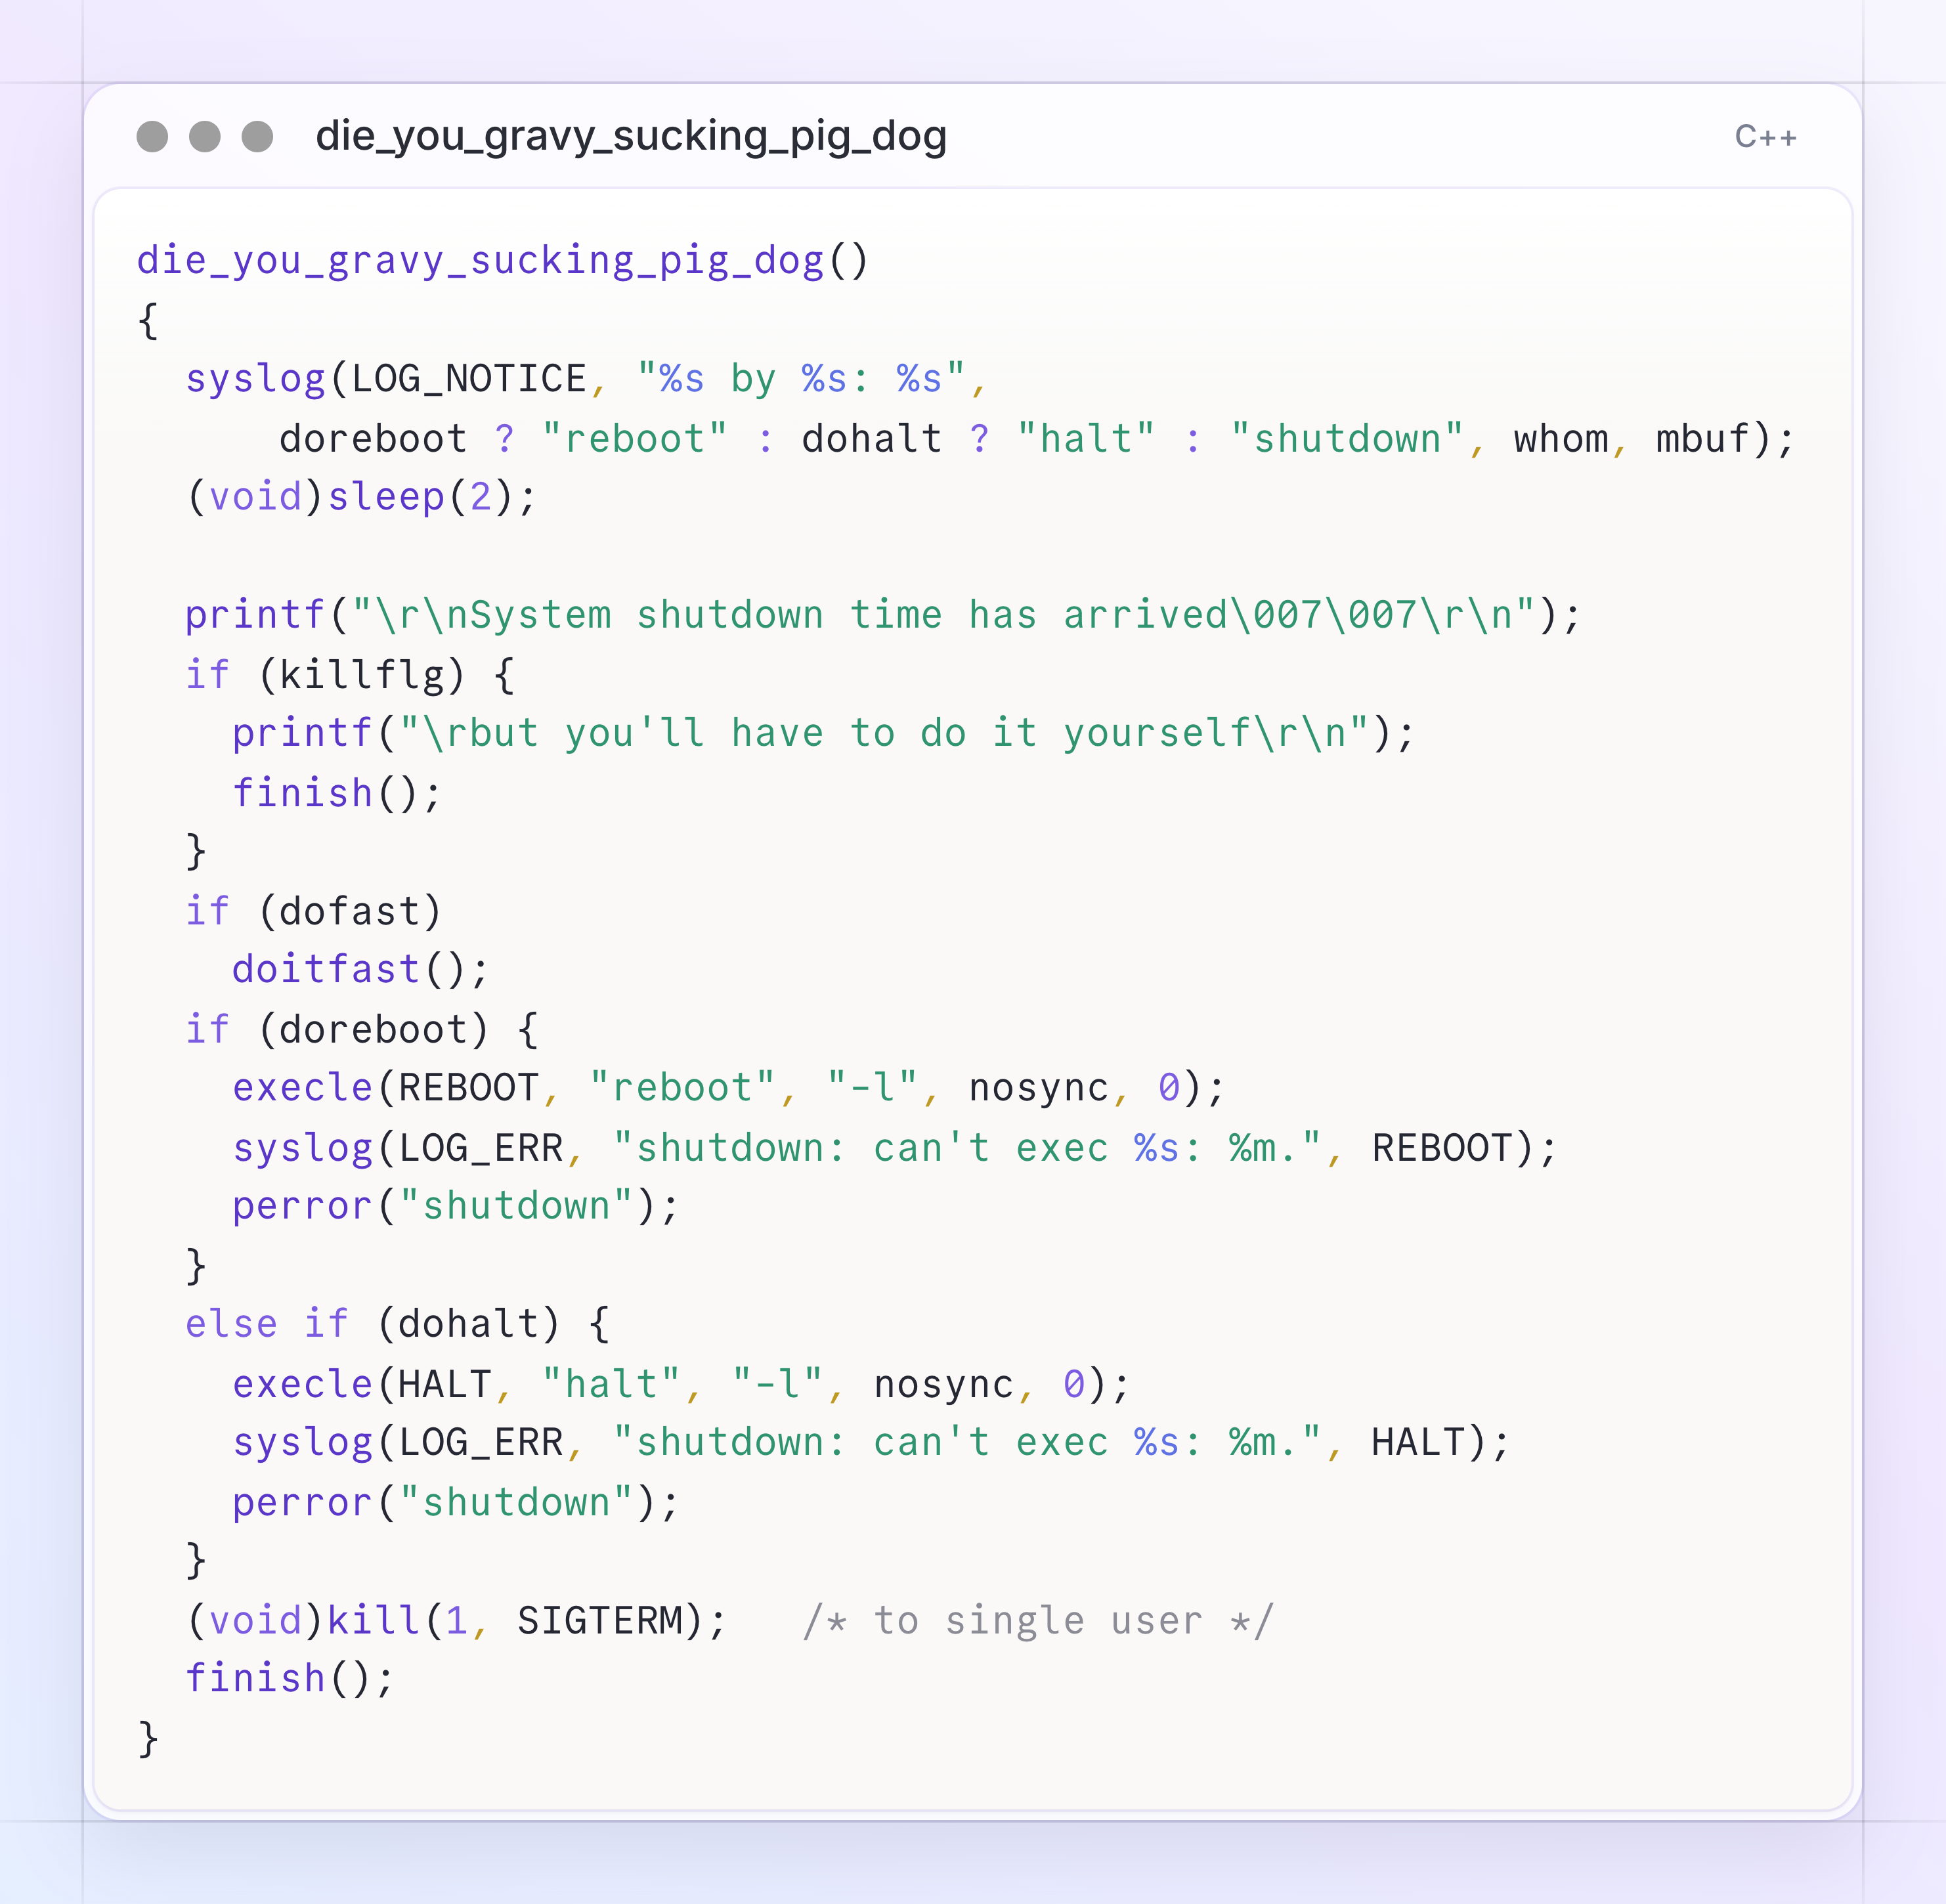 die_you_gravy_sucking_pig_dog
C++
die_you_gravy_sucking_pig_dog()
{
  syslog(LOG_NOTICE, "%s by %s: %s",
      doreboot ? "reboot" : dohalt ? "halt" : "shutdown", whom, mbuf);
  (void)sleep(2);

  printf("\r\nSystem shutdown time has arrived\007\007\r\n");
  if (killflg) {
    printf("\rbut you'll have to do it yourself\r\n");
    finish();
  }
  if (dofast)
    doitfast();
  if (doreboot) {
    execle(REBOOT, "reboot", "-l", nosync, 0);
    syslog(LOG_ERR, "shutdown: can't exec %s: %m.", REBOOT);
    perror("shutdown");
  }
  else if (dohalt) {
    execle(HALT, "halt", "-l", nosync, 0);
    syslog(LOG_ERR, "shutdown: can't exec %s: %m.", HALT);
    perror("shutdown");
  }
  (void)kill(1, SIGTERM);   /* to single user */
  finish();
}